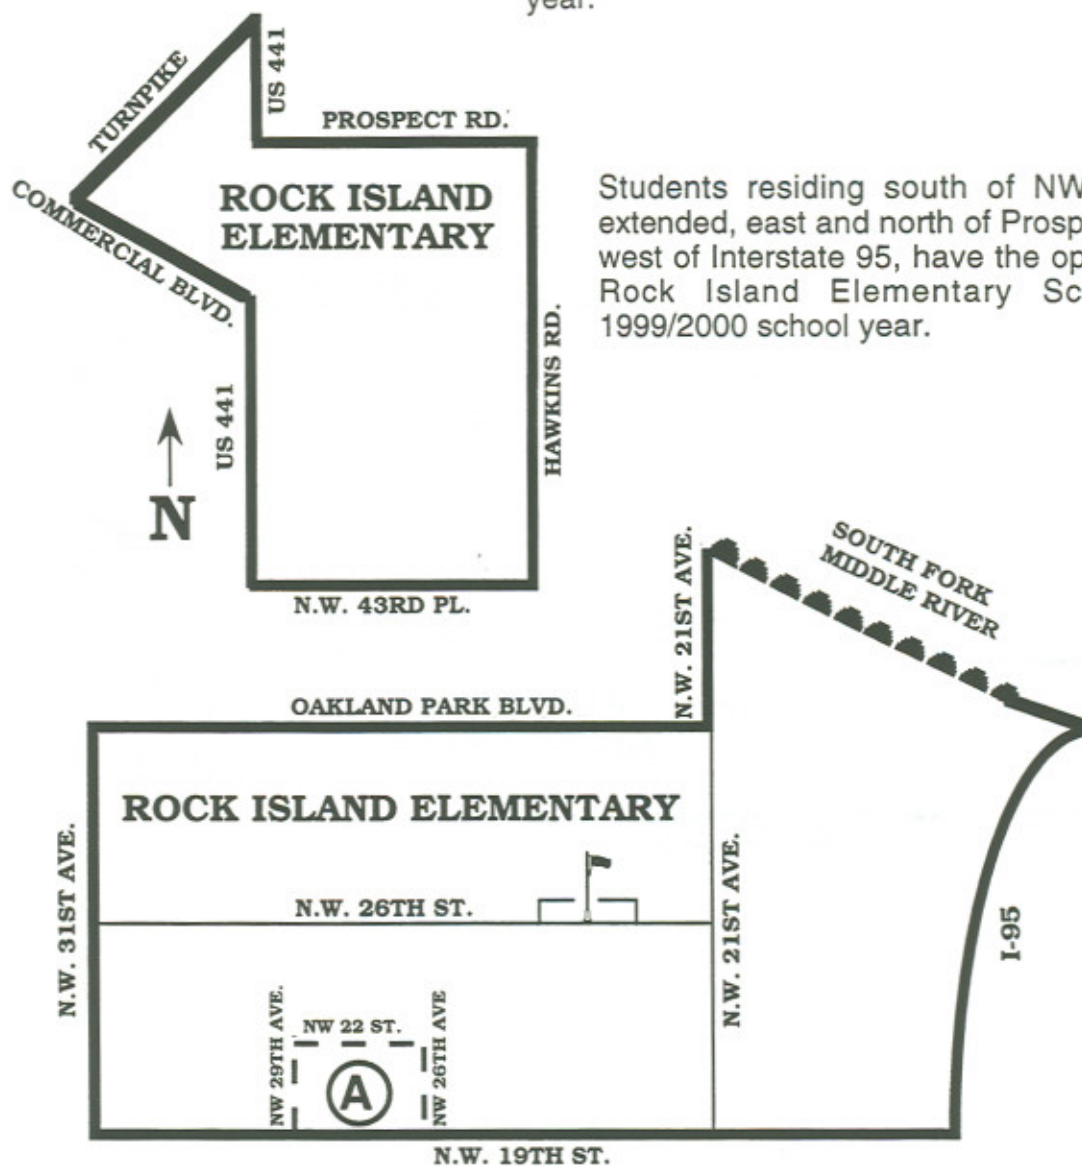 year.
TURNPIKE
US 441
PROSPECT RD.
ROCK ISLAND
ELEMENTARY
COMMERCIAL BLVD.
Students residing south of NW
extended, east and north of Prosp
west of Interstate 95, have the op
Rock Island Elementary Sc
1999/2000 school year.
US 441
HAWKINS RD.
N
N.W. 43RD PL.
N.W. 21ST AVE.
SOUTH FORK
MIDDLE RIVER
OAKLAND PARK BLVD.
ROCK ISLAND ELEMENTARY
N.W. 31ST AVE.
N.W. 26TH ST.
N.W. 21ST AVE.
I-95
NW 29TH AVE.
NW 22 ST.
NW 26TH AVE
A
N.W. 19TH ST.